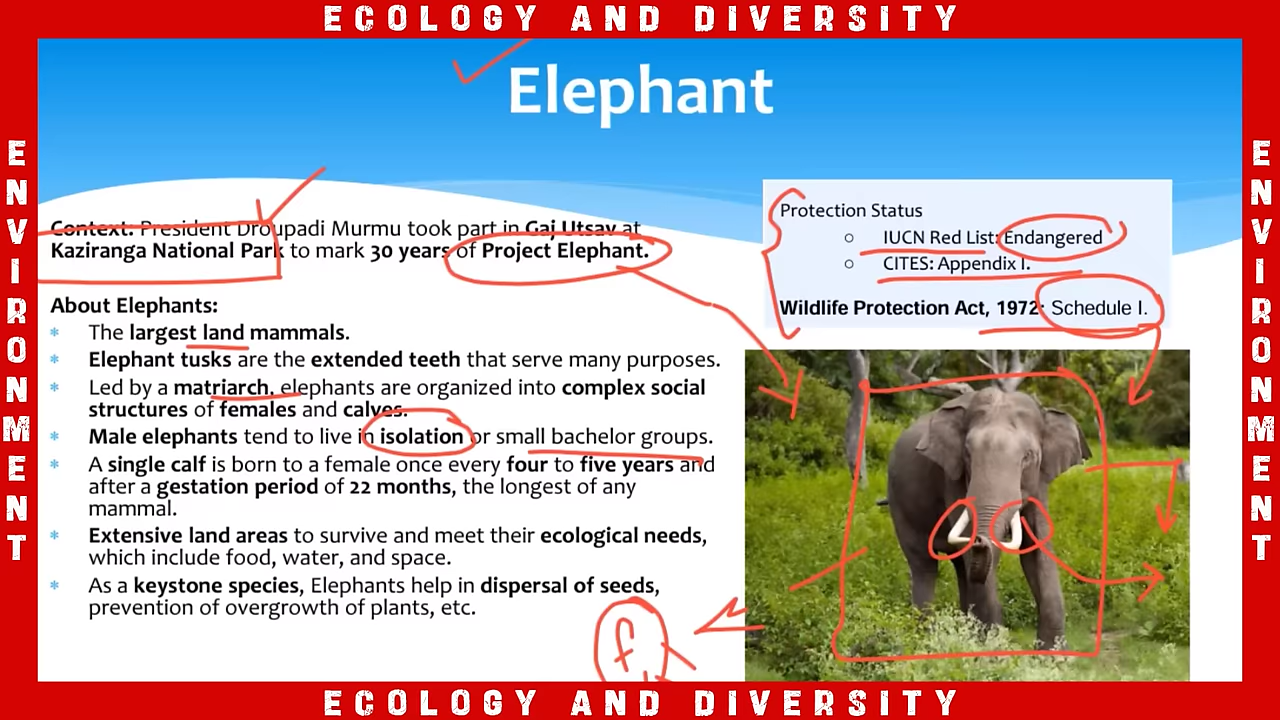 ECOLOGY AND DIVERSITY
ENVIRONMENT
ENVIRONMENT
Elephant
Context: President Droupadi Murmu took part in Gaj Utsav at
Kaziranga National Park to mark 30 years of Project Elephant.
About Elephants:
* The largest land mammals.
* Elephant tusks are the extended teeth that serve many purposes.
* Led by a matriarch, elephants are organized into complex social
structures of females and calves.
* Male elephants tend to live in isolation or small bachelor groups.
* A single calf is born to a female once every four to five years and
after a gestation period of 22 months, the longest of any
mammal.
* Extensive land areas to survive and meet their ecological needs,
which include food, water, and space.
* As a keystone species, Elephants help in dispersal of seeds,
prevention of overgrowth of plants, etc.
Protection Status
o IUCN Red List: Endangered
o CITES: Appendix I.
Wildlife Protection Act, 1972: Schedule I.
f
ECOLOGY AND DIVERSITY